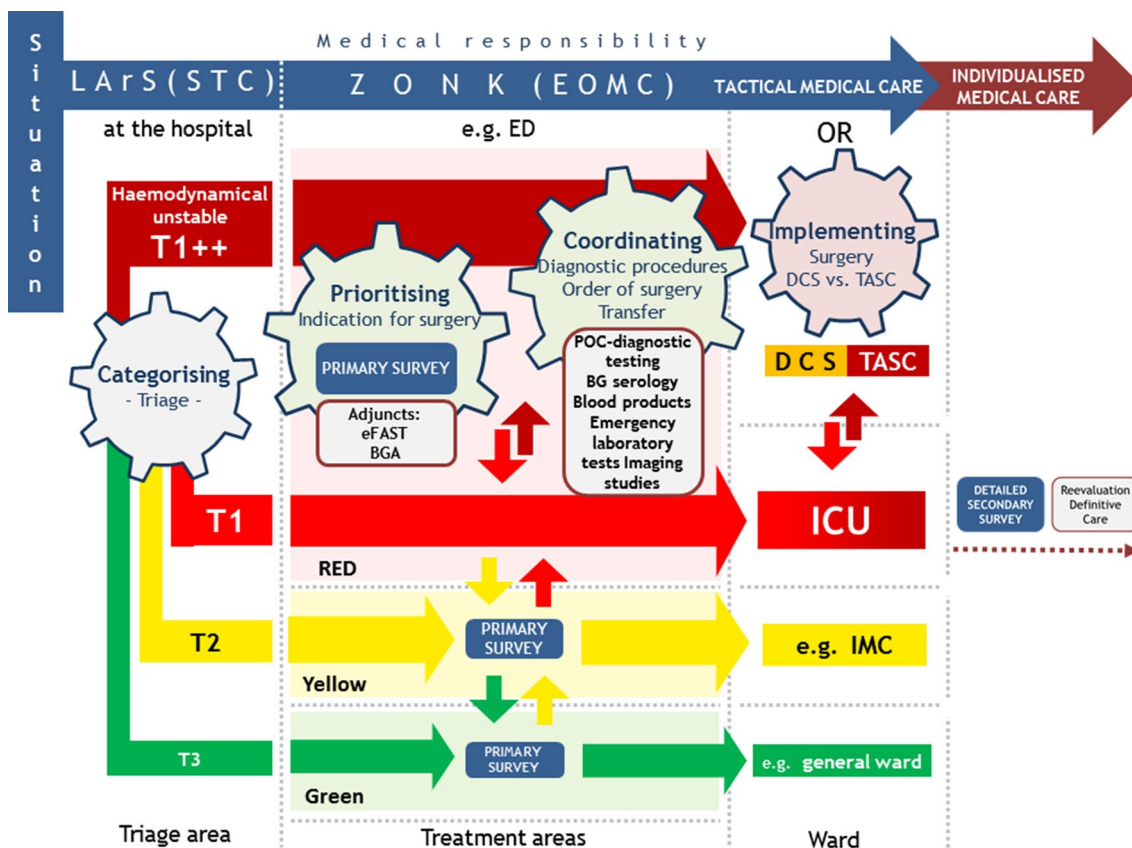 Situation
Medical responsibility
LArS(STC)
ZONK (EOMC)
TACTICAL MEDICAL CARE
INDIVIDUALISED
MEDICAL CARE
at the hospital
e.g. ED
OR
Haemodynamical
unstable
T1++
Categorising
- Triage -
Prioritising
Indication for surgery
PRIMARY SURVEY
Adjuncts:
eFAST
BGA
Coordinating
Diagnostic procedures
Order of surgery
Transfer
POC-diagnostic
testing
BG serology
Blood products
Emergency
laboratory
tests Imaging
studies
Implementing
Surgery
DCS vs. TASC
DCS
TASC
T1
RED
ICU
DETAILED
SECONDARY
SURVEY
Reevaluation
Definitive
Care
T2
PRIMARY
SURVEY
Yellow
e.g. IMC
T3
PRIMARY
SURVEY
Green
e.g. general ward
Triage area
Treatment areas
Ward